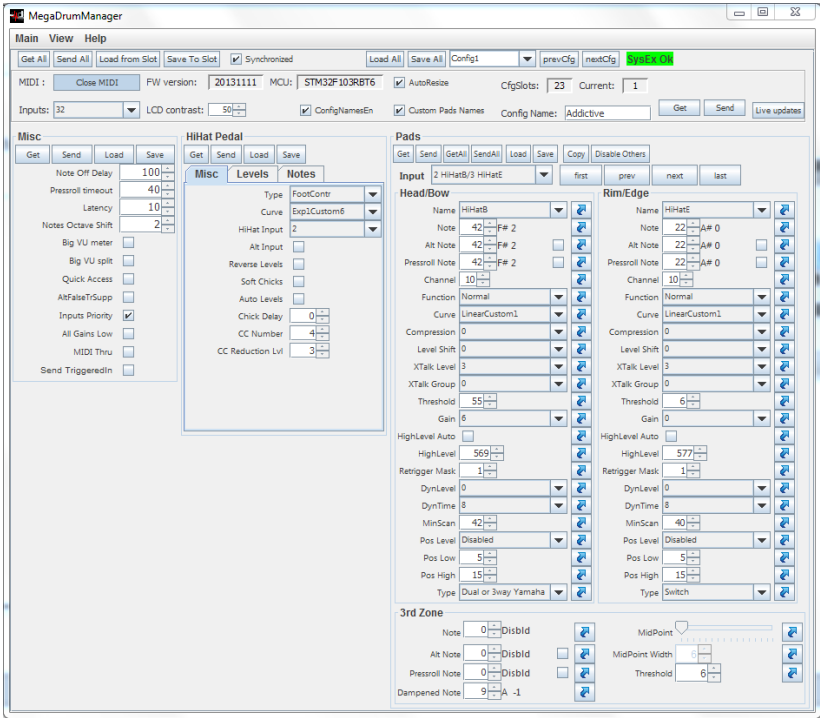 MegaDrumManager
Main View Help
Get All Send All Load from Slot Save To Slot Synchronized Load All Save All Config1 prevCfg nextCfg SysEx Ok
MIDI : Close MIDI FW version: 20131111 MCU: STM32F103RBT6 AutoResize CfgSlots: 23 Current: 1
Inputs: 32 LCD contrast: 50 ConfigNamesEn Custom Pads Names Config Name: Addictive Get Send Live updates
Misc
Get Send Load Save
Note Off Delay 100
Pressroll timeout 40
Latency 10
Notes Octave Shift 2
Big VU meter
Big VU split
Quick Access
AltFalseTrSupp
Inputs Priority
All Gains Low
MIDI Thru
Send TriggeredIn
HiHat Pedal
Get Send Load Save
Misc Levels Notes
Type FootContr
Curve Exp1Custom6
HiHat Input 2
Alt Input
Reverse Levels
Soft Chicks
Auto Levels
Chick Delay 0
CC Number 4
CC Reduction Lvl 3
Pads
Get Send GetAll SendAll Load Save Copy Disable Others
Input 2 HiHatB/3 HiHatE first prev next last
Head/Bow
Name HiHatB
Note 42 F# 2
Alt Note 42 F# 2
Pressroll Note 42 F# 2
Channel 10
Function Normal
Curve LinearCustom1
Compression 0
Level Shift 0
XTalk Level 3
XTalk Group 0
Threshold 55
Gain 6
HighLevel Auto
HighLevel 569
Retrigger Mask 1
DynLevel 0
DynTime 8
MinScan 42
Pos Level Disabled
Pos Low 5
Pos High 15
Type Dual or 3way Yamaha
Rim/Edge
Name HiHatE
Note 22 A# 0
Alt Note 22 A# 0
Pressroll Note 22 A# 0
Channel 10
Function Normal
Curve LinearCustom1
Compression 0
Level Shift 0
XTalk Level 3
XTalk Group 0
Threshold 6
Gain 0
HighLevel Auto
HighLevel 577
Retrigger Mask 1
DynLevel 0
DynTime 8
MinScan 40
Pos Level Disabled
Pos Low 5
Pos High 15
Type Switch
3rd Zone
Note 0 Disbld
Alt Note 0 Disbld
Pressroll Note 0 Disbld
Dampened Note 9 A -1
MidPoint
MidPoint Width 6
Threshold 6